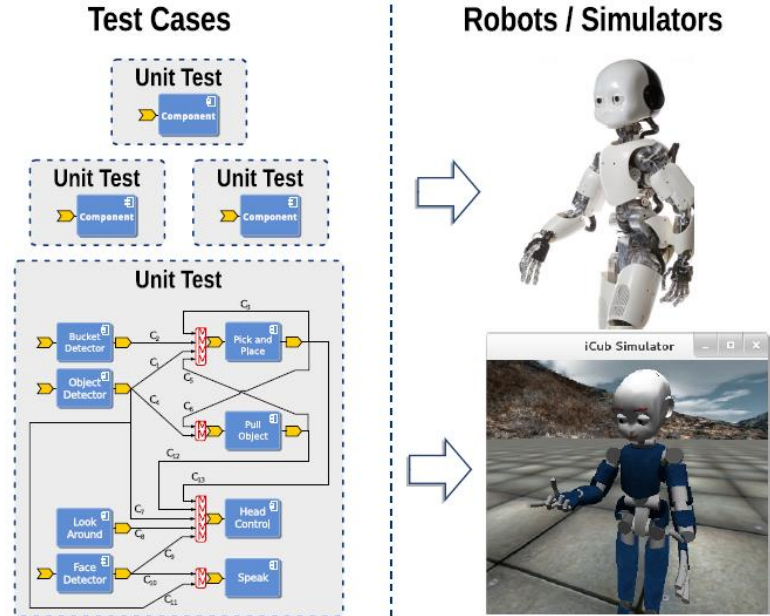 Test Cases
Robots / Simulators
Unit Test
Component
Unit Test
Component
Unit Test
Component
Unit Test
Bucket
Detector
C2
C3
Pick and
Place
Object
Detector
C1
C5
C4
C6
Pull
Object
C12
C13
Look
Around
C7
C8
Head
Control
Face
Detector
C9
C10
C11
Speak
iCub Simulator